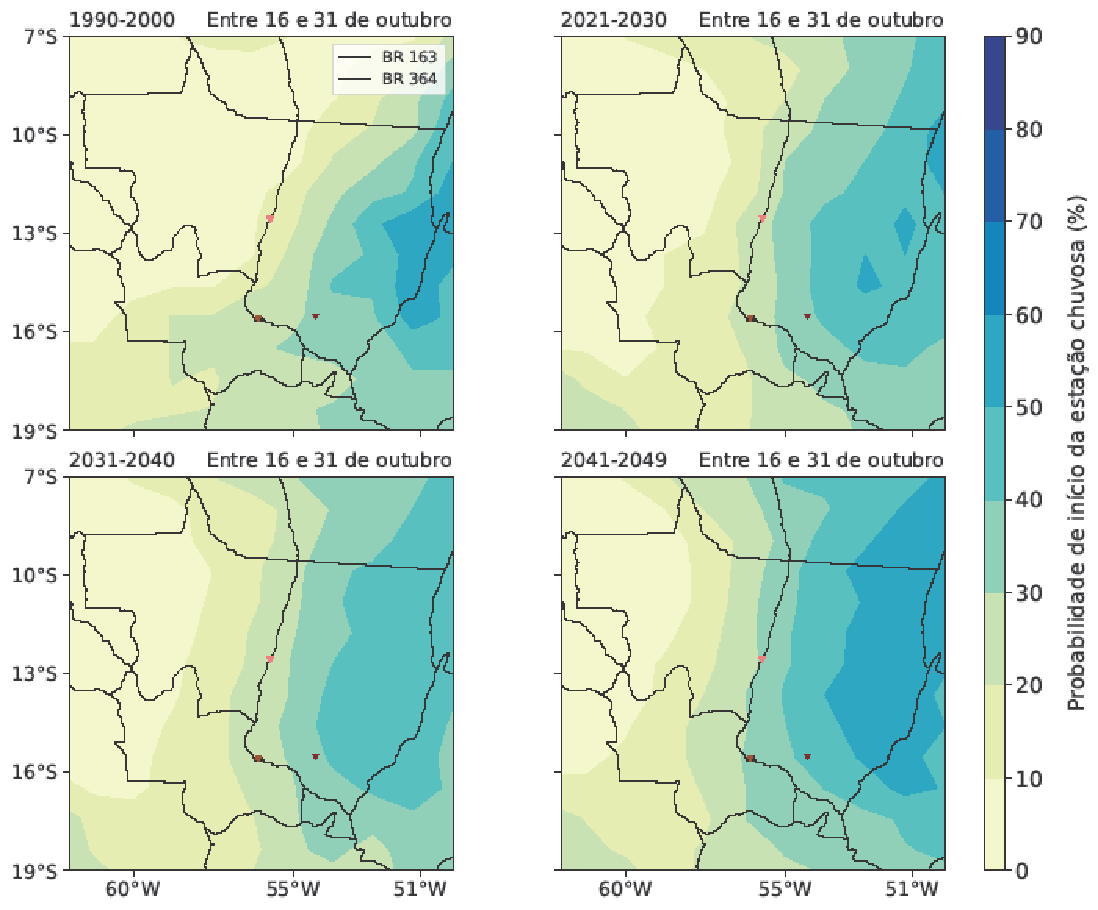 1990-2000 Entre 16 e 31 de outubro
7°S
10°S
13°S
16°S
19°S
BR 163
BR 364
2021-2030 Entre 16 e 31 de outubro
2031-2040 Entre 16 e 31 de outubro
7°S
10°S
13°S
16°S
19°S
60°W 55°W 51°W
2041-2049 Entre 16 e 31 de outubro
60°W 55°W 51°W
90
80
70
60
50
40
30
20
10
0
Probabilidade de início da estação chuvosa (%)